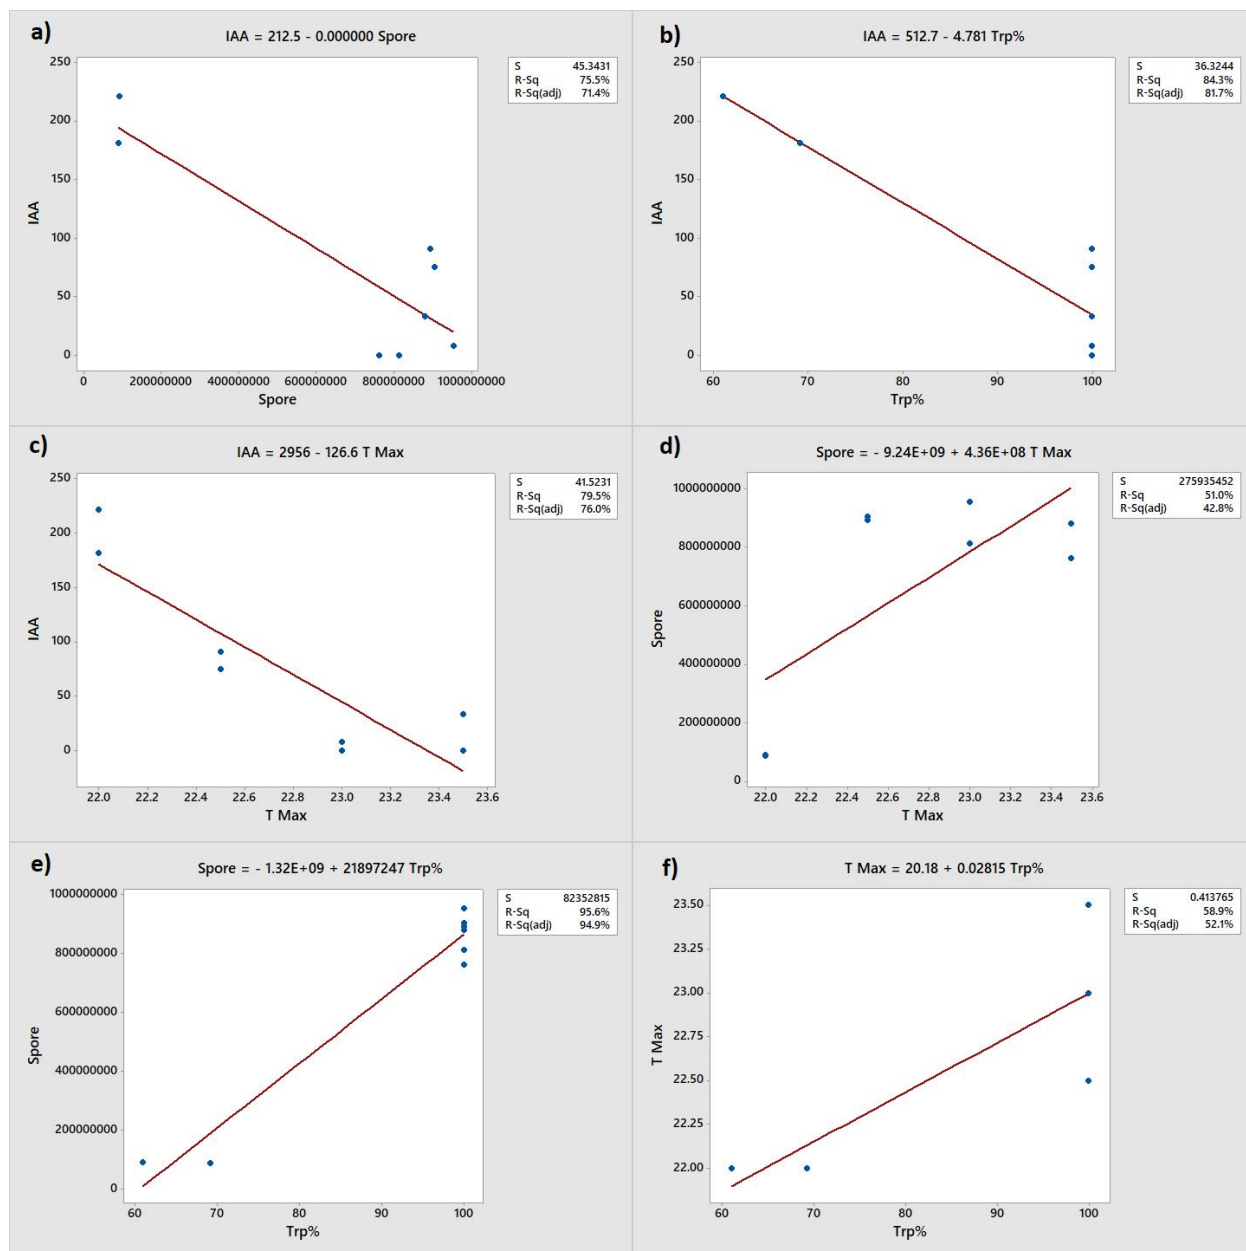 a)
IAA = 212.5 - 0.000000 Spore
S 45.3431
R-Sq 75.5%
R-Sq(adj) 71.4%
250
200
150
100
50
0
IAA
0 200000000 400000000 600000000 800000000 1000000000
Spore
b)
IAA = 512.7 - 4.781 Trp%
S 36.3244
R-Sq 84.3%
R-Sq(adj) 81.7%
250
200
150
100
50
0
IAA
60 70 80 90 100
Trp%
c)
IAA = 2956 - 126.6 T Max
S 41.5231
R-Sq 79.5%
R-Sq(adj) 76.0%
250
200
150
100
50
0
IAA
22.0 22.2 22.4 22.6 22.8 23.0 23.2 23.4 23.6
T Max
d)
Spore = - 9.24E+09 + 4.36E+08 T Max
S 275935452
R-Sq 51.0%
R-Sq(adj) 42.8%
1000000000
800000000
600000000
400000000
200000000
0
Spore
22.0 22.2 22.4 22.6 22.8 23.0 23.2 23.4 23.6
T Max
e)
Spore = - 1.32E+09 + 21897247 Trp%
S 82352815
R-Sq 95.6%
R-Sq(adj) 94.9%
1000000000
800000000
600000000
400000000
200000000
0
Spore
60 70 80 90 100
Trp%
f)
T Max = 20.18 + 0.02815 Trp%
S 0.413765
R-Sq 58.9%
R-Sq(adj) 52.1%
23.50
23.25
23.00
22.75
22.50
22.25
22.00
T Max
60 70 80 90 100
Trp%